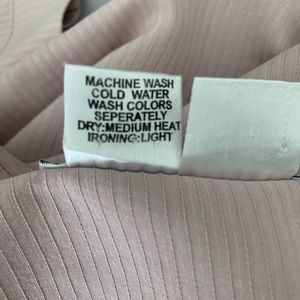 MACHINE WASH
COLD WATER
WASH COLORS
SEPERATELY
DRY:MEDIUM HEAT
IRONING:LIGHT